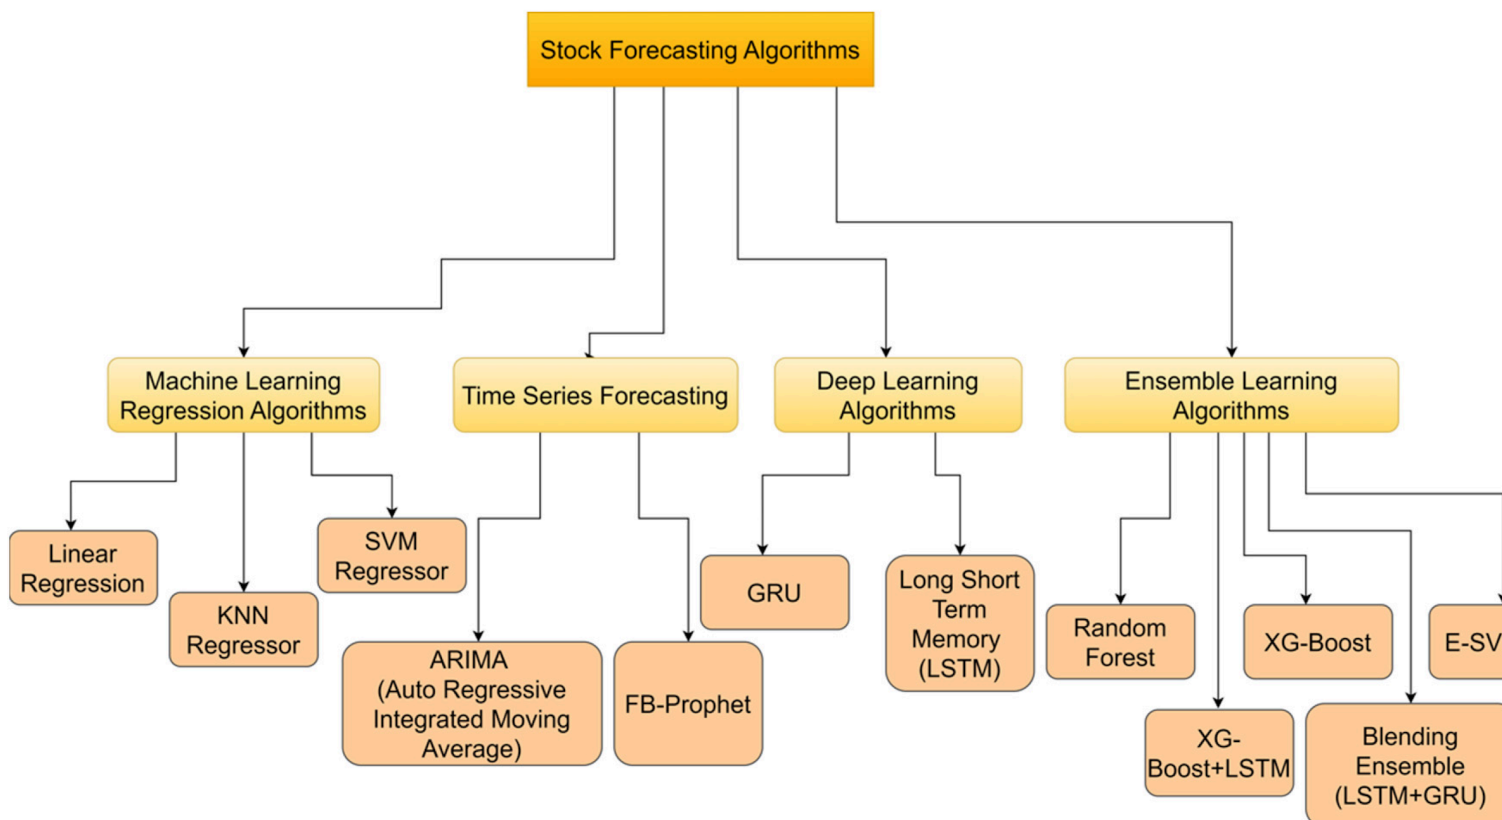 Stock Forecasting Algorithms
Machine Learning
Regression Algorithms
Time Series Forecasting
Deep Learning
Algorithms
Ensemble Learning
Algorithms
Linear
Regression
KNN
Regressor
SVM
Regressor
ARIMA
(Auto Regressive
Integrated Moving
Average)
FB-Prophet
GRU
Long Short
Term
Memory
(LSTM)
Random
Forest
XG-
Boost+LSTM
XG-Boost
Blending
Ensemble
(LSTM+GRU)